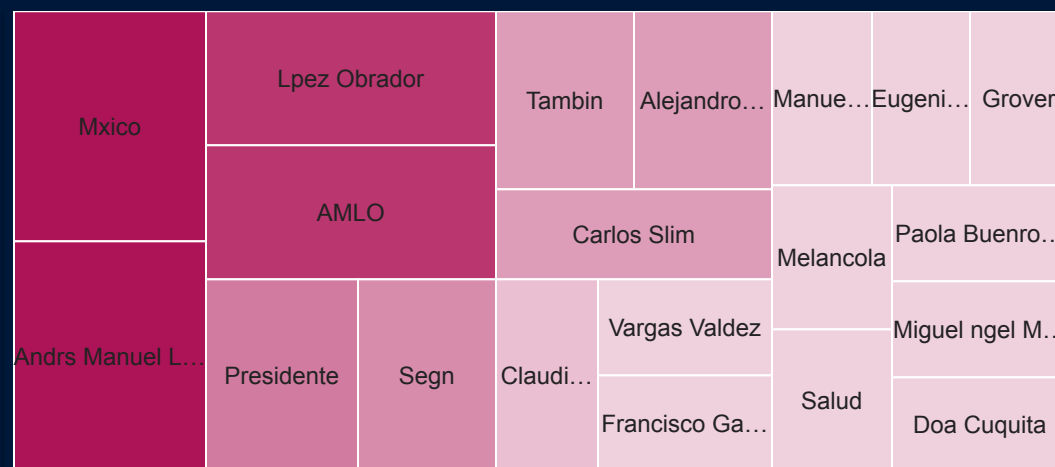 Mxico
Andrs Manuel L…
Lpez Obrador
AMLO
Presidente
Segn
Tambin
Alejandro…
Carlos Slim
Claudi…
Vargas Valdez
Francisco Ga…
Manue…
Eugeni…
Grover
Melancola
Salud
Paola Buenro…
Miguel ngel M…
Doa Cuquita